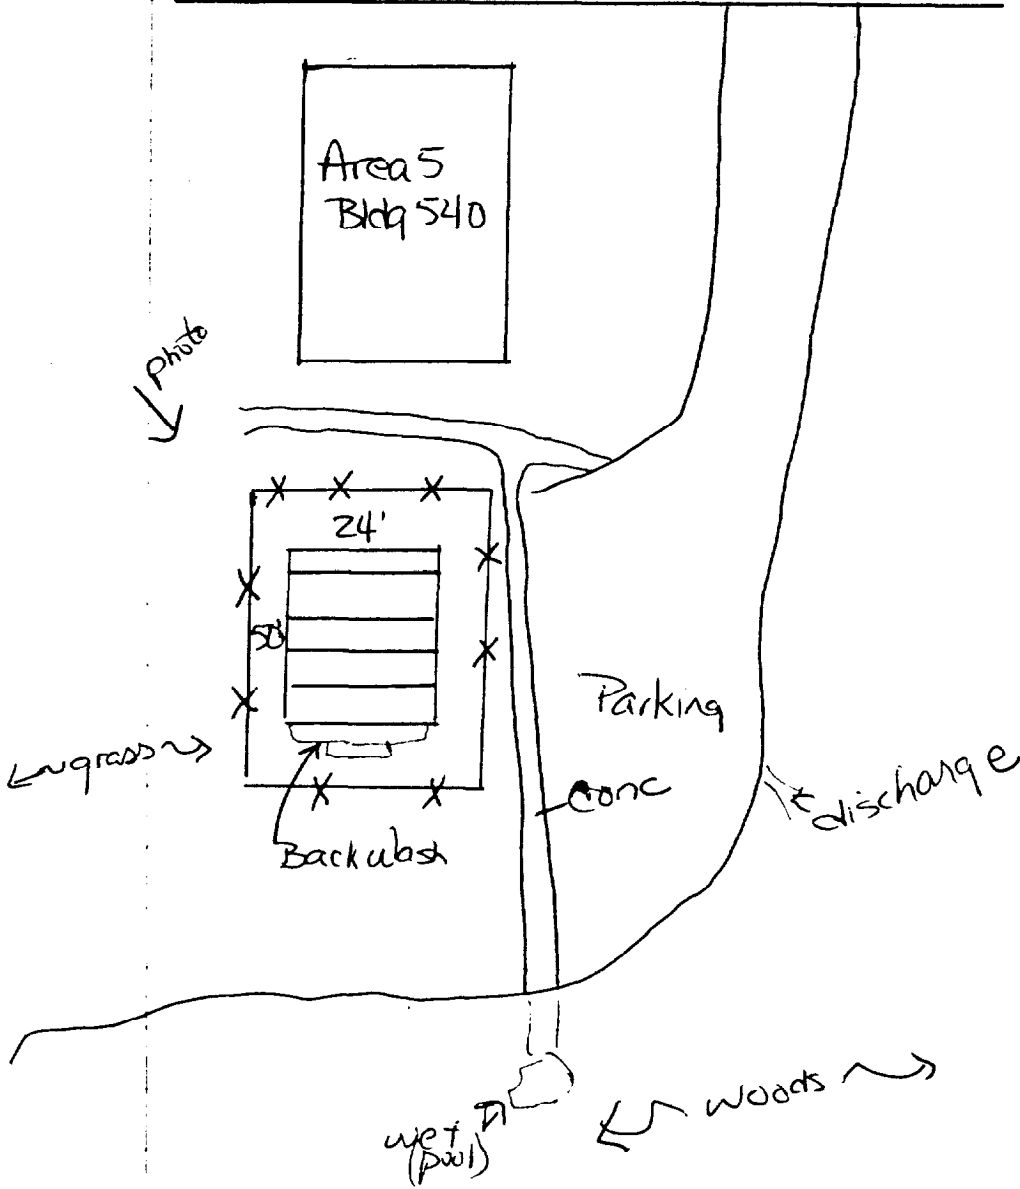 Area 5
Bldg 540
photo
24'
50'
Parking
grass
conc
discharge
Backwash
woods
wet
(pool)